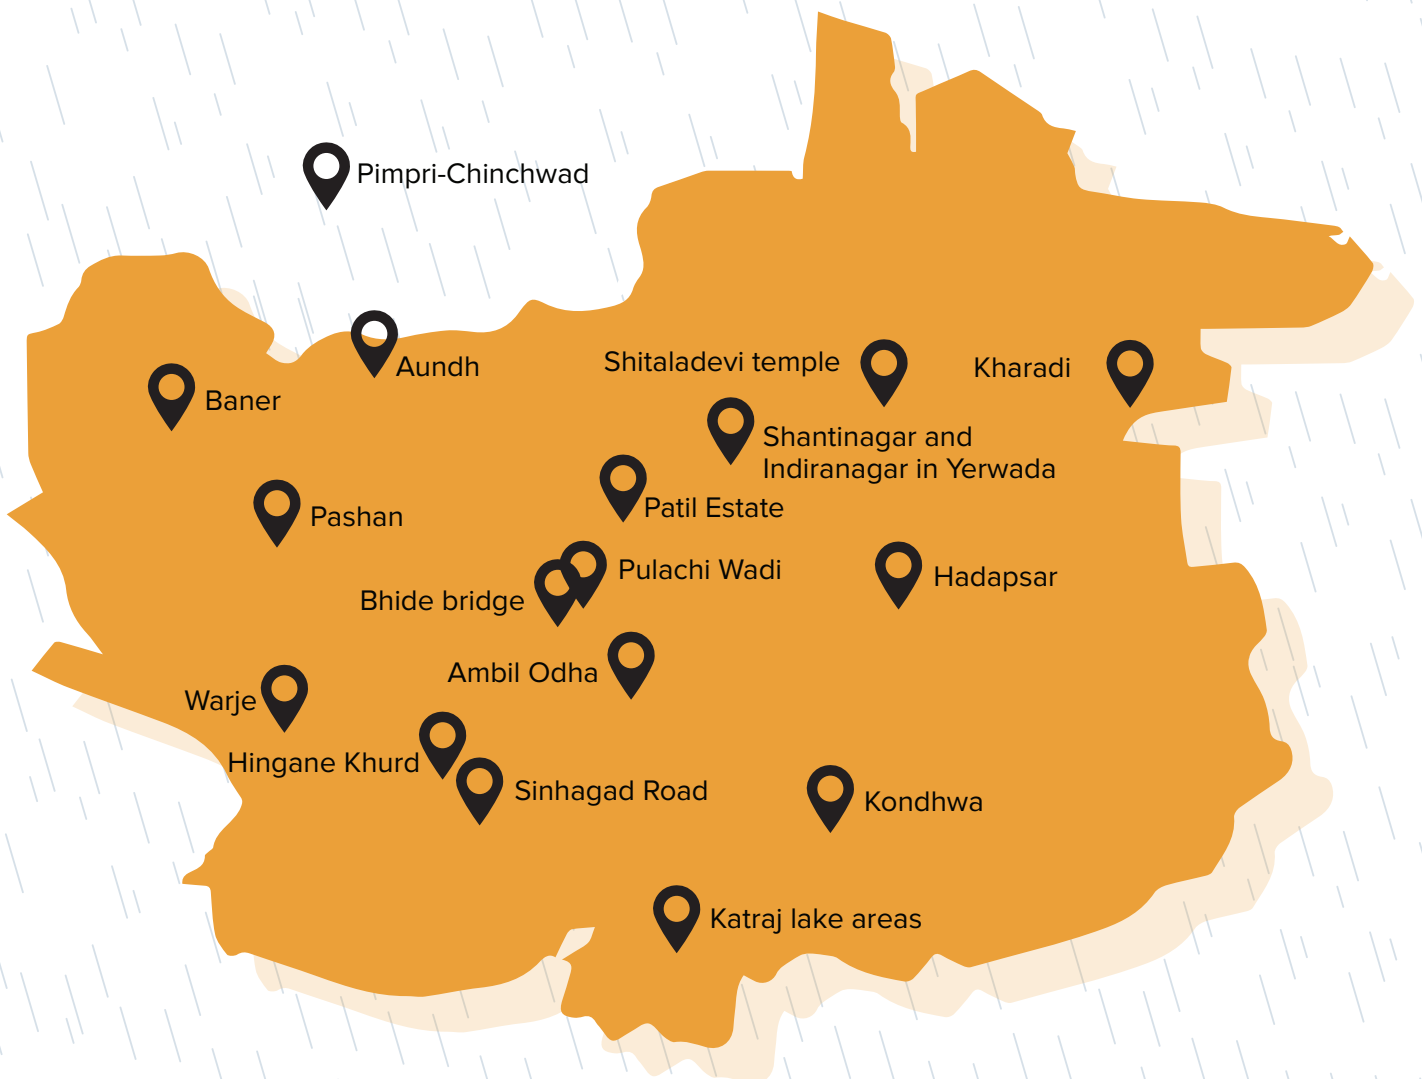 Pimpri-Chinchwad
Aundh
Shitaladevi temple
Kharadi
Baner
Shantinagar and
Indiranagar in Yerwada
Patil Estate
Pashan
Pulachi Wadi
Hadapsar
Bhide bridge
Ambil Odha
Warje
Hingane Khurd
Sinhagad Road
Kondhwa
Katraj lake areas